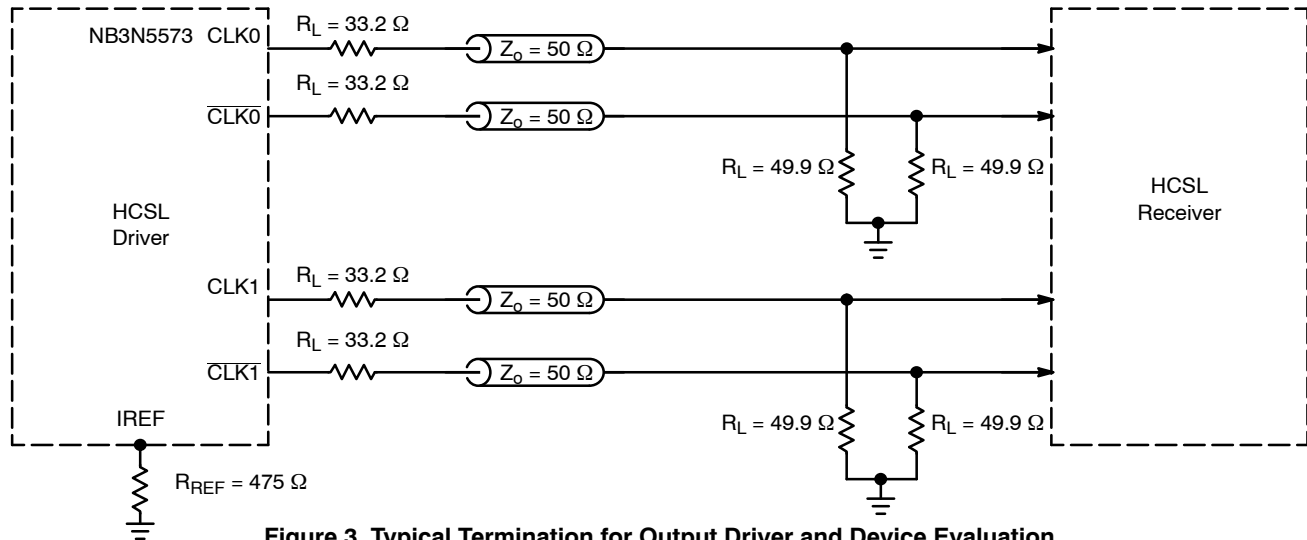 NB3N5573 CLK0
R_L = 33.2 Ω
Z_o = 50 Ω
R_L = 33.2 Ω
C̅L̅K̅0̅
Z_o = 50 Ω
R_L = 49.9 Ω
R_L = 49.9 Ω
HCSL
Driver
HCSL
Receiver
CLK1
R_L = 33.2 Ω
Z_o = 50 Ω
R_L = 33.2 Ω
C̅L̅K̅1̅
Z_o = 50 Ω
IREF
R_L = 49.9 Ω
R_L = 49.9 Ω
R_REF = 475 Ω
Figure 3. Typical Termination for Output Driver and Device Evaluation